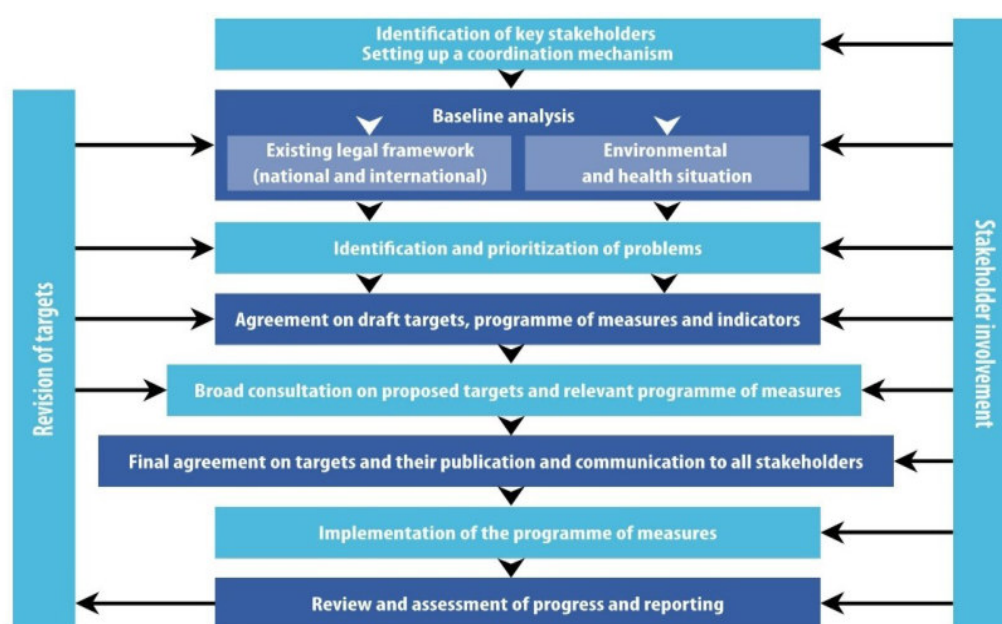 Identification of key stakeholders
Setting up a coordination mechanism
Baseline analysis
Existing legal framework
(national and international)
Environmental
and health situation
Identification and prioritization of problems
Agreement on draft targets, programme of measures and indicators
Broad consultation on proposed targets and relevant programme of measures
Final agreement on targets and their publication and communication to all stakeholders
Implementation of the programme of measures
Review and assessment of progress and reporting
Revision of targets
Stakeholder involvement